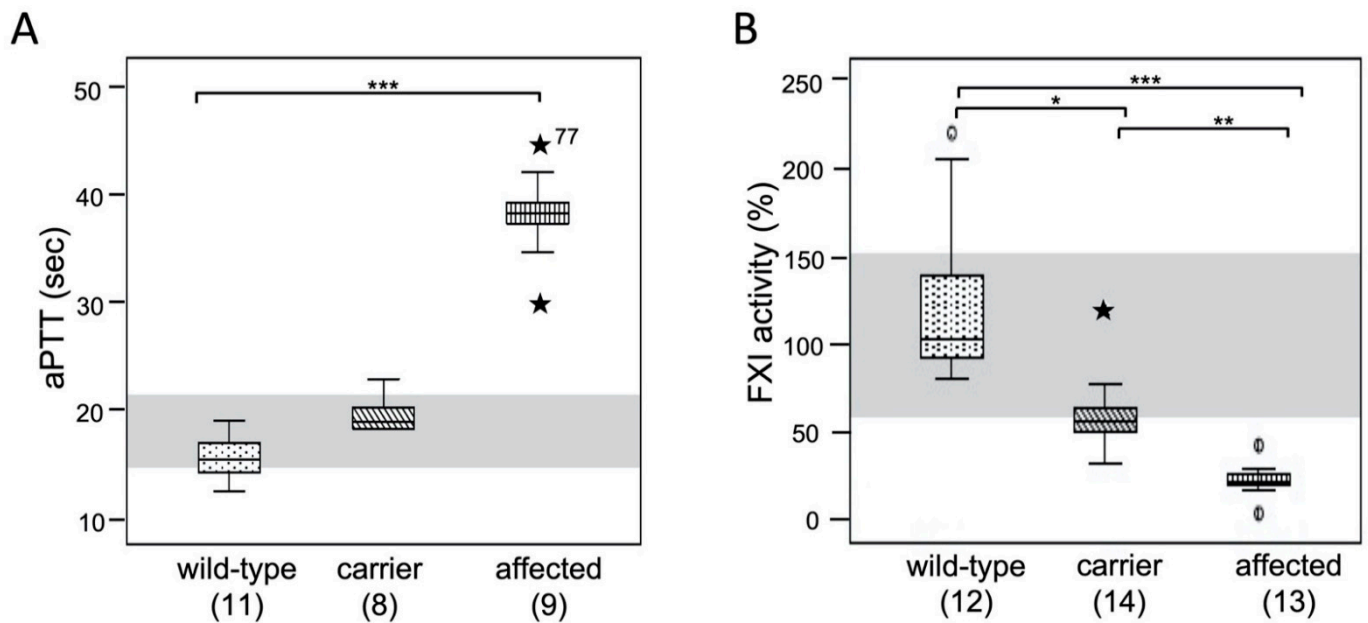 A
aPTT (sec)
50
40
30
20
10
***
77
wild-type
(11)
carrier
(8)
affected
(9)
B
FXI activity (%)
250
200
150
100
50
0
***
*
**
wild-type
(12)
carrier
(14)
affected
(13)